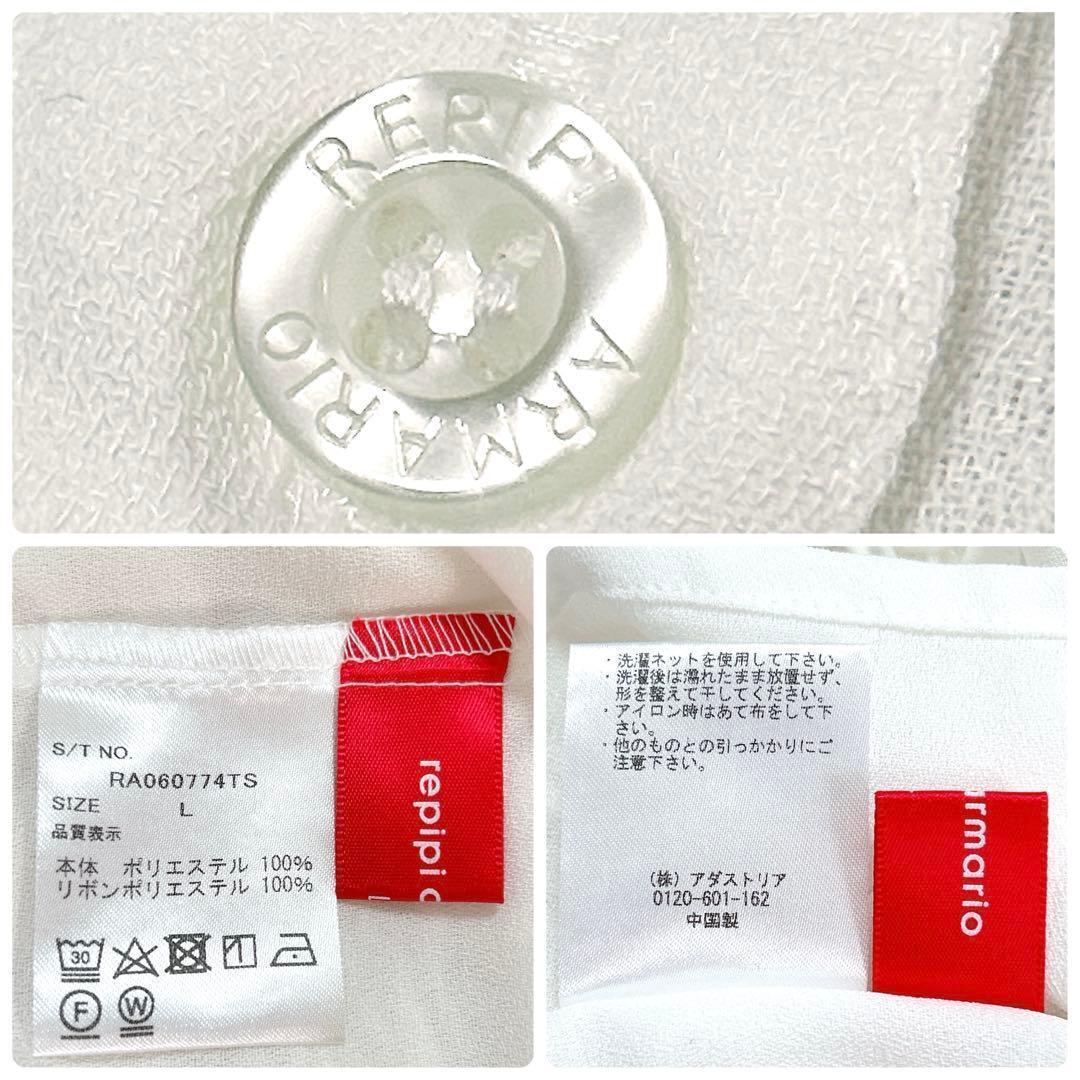 REPIPI ARMARIO
S/T NO.
RA060774TS
SIZE L
品質表示
本体 ポリエステル 100%
リボンポリエステル 100%
30
F W
repipi
・洗濯ネットを使用して下さい。
・洗濯後は濡れたまま放置せず、
形を整えて干してください。
・アイロン時はあて布をして下
さい。
・他のものとの引っかかりにご
注意下さい。
(株) アダストリア
0120-601-162
中国製
armario